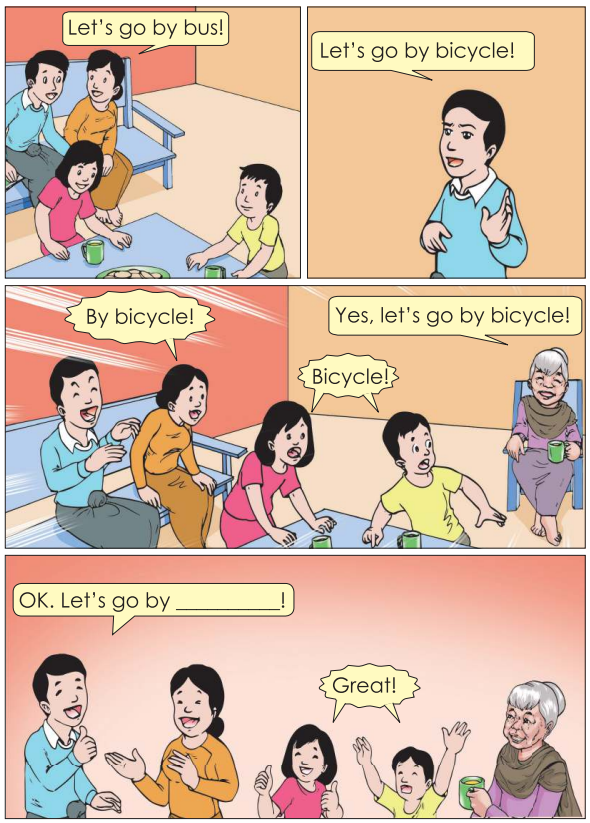 Let's go by bus!
Let's go by bicycle!
By bicycle!
Yes, let's go by bicycle!
Bicycle!
OK. Let's go by __________!
Great!